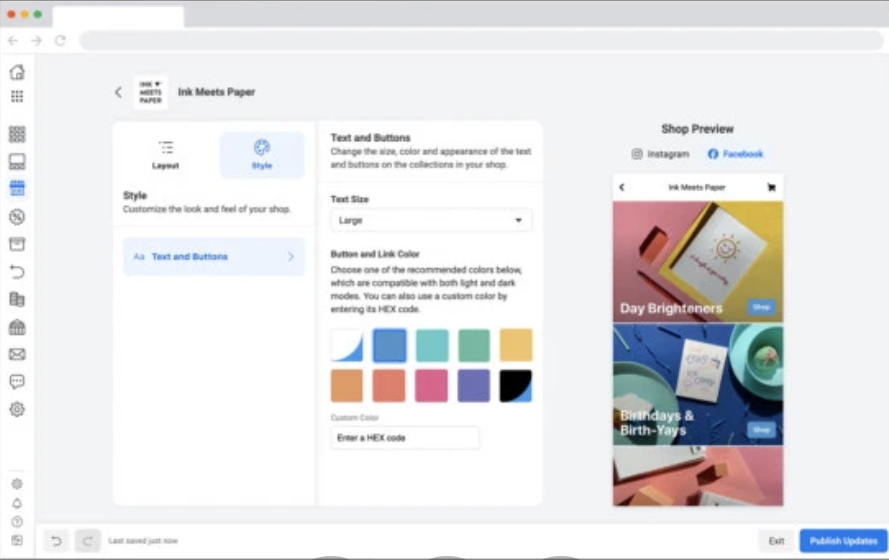 INK
MEETS
PAPER
Ink Meets Paper
Layout
Style
Style
Customize the look and feel of your shop.
Aa Text and Buttons
Text and Buttons
Change the size, color and appearance of the text
and buttons on the collections in your shop.
Text Size
Large
Button and Link Color
Choose one of the recommended colors below,
which are compatible with both light and dark
modes. You can also use a custom color by
entering its HEX code.
Custom Color
Enter a HEX code
Shop Preview
Instagram
Facebook
Ink Meets Paper
Day Brighteners
Shop
Birthdays &
Birth-Yays
Shop
Last saved just now
Exit
Publish Updates